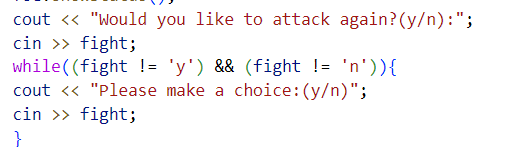 cout << "Would you like to attack again?(y/n):";
cin >> fight;
while((fight != 'y') && (fight != 'n')){
cout << "Please make a choice:(y/n)";
cin >> fight;
}